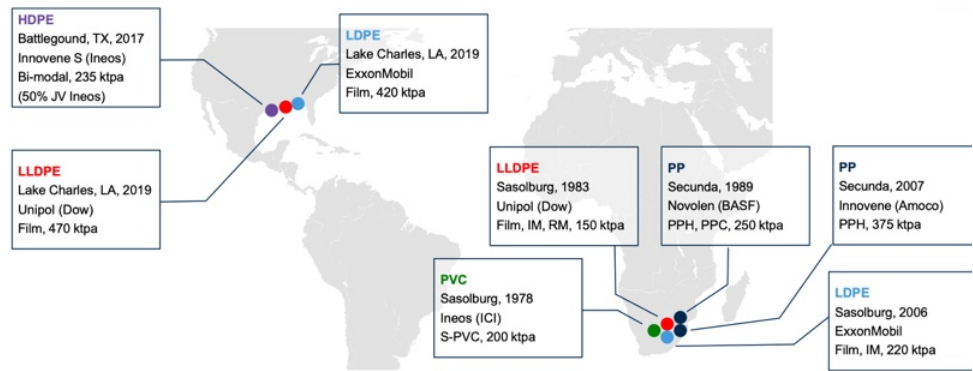 HDPE
Battlegound, TX, 2017
Innovene S (Ineos)
Bi-modal, 235 ktpa
(50% JV Ineos)
LDPE
Lake Charles, LA, 2019
ExxonMobil
Film, 420 ktpa
LLDPE
Lake Charles, LA, 2019
Unipol (Dow)
Film, 470 ktpa
LLDPE
Sasolburg, 1983
Unipol (Dow)
Film, IM, RM, 150 ktpa
PP
Secunda, 1989
Novolen (BASF)
PPH, PPC, 250 ktpa
PP
Secunda, 2007
Innovene (Amoco)
PPH, 375 ktpa
PVC
Sasolburg, 1978
Ineos (ICI)
S-PVC, 200 ktpa
LDPE
Sasolburg, 2006
ExxonMobil
Film, IM, 220 ktpa